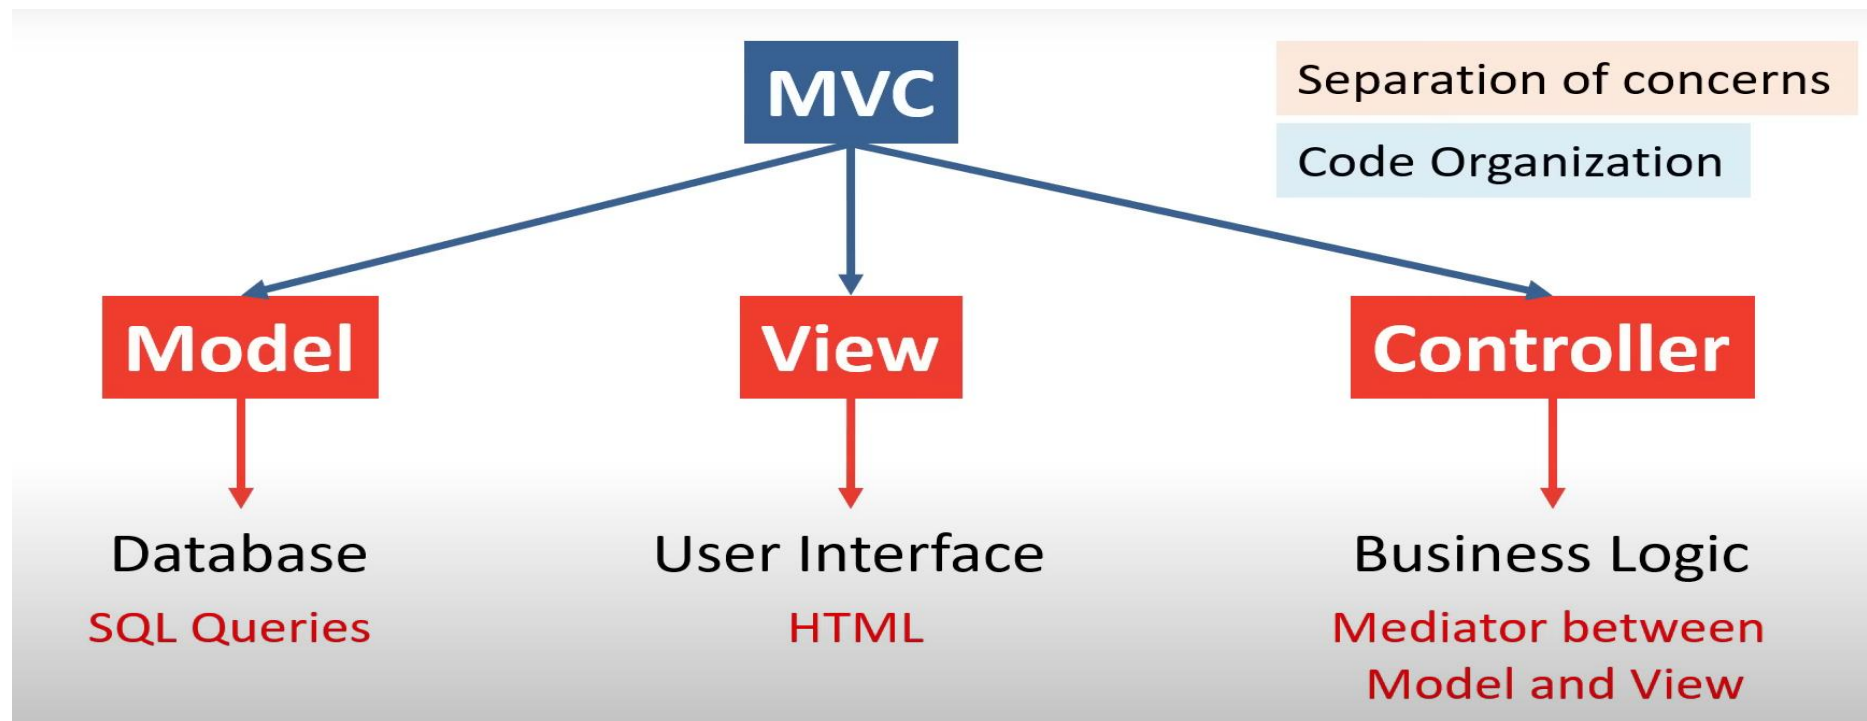 MVC
Separation of concerns
Code Organization
Model
View
Controller
Database
User Interface
Business Logic
SQL Queries
HTML
Mediator between
Model and View